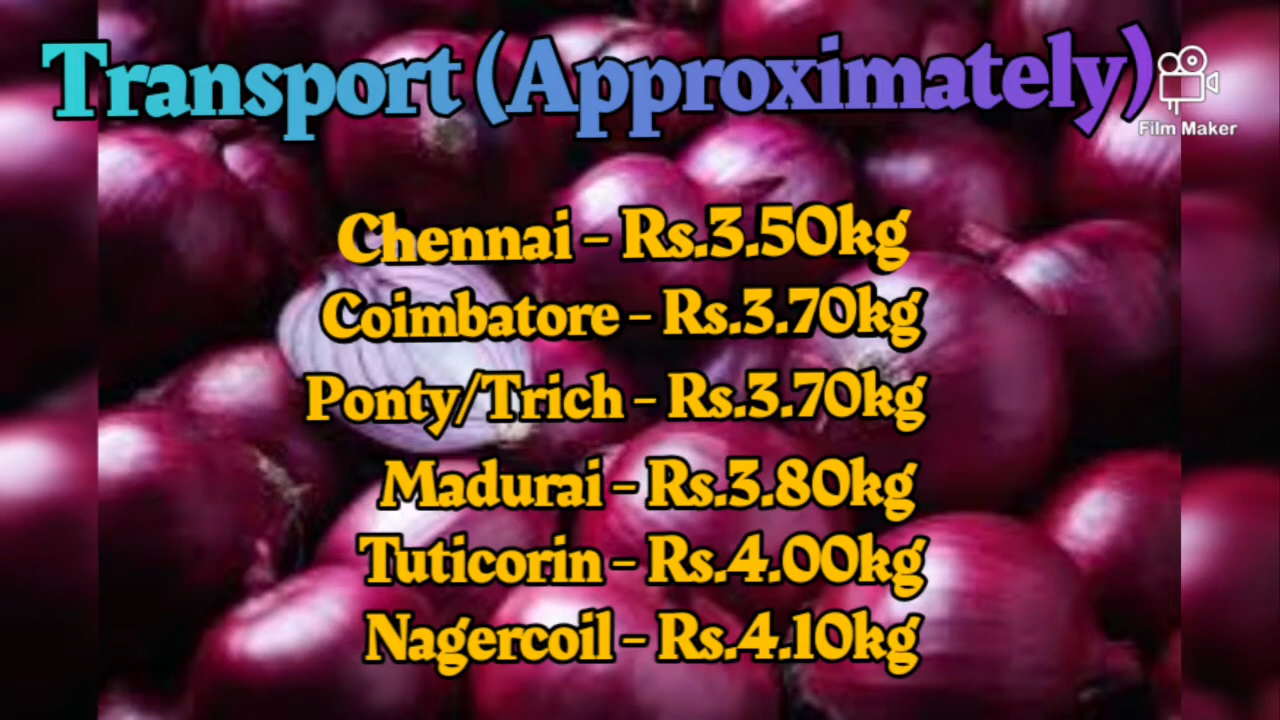 Transport (Approximately)
Film Maker
Chennai - Rs.3.50kg
Coimbatore - Rs.3.70kg
Ponty/Trich - Rs.3.70kg
Madurai - Rs.3.80kg
Tuticorin - Rs.4.00kg
Nagercoil - Rs.4.10kg